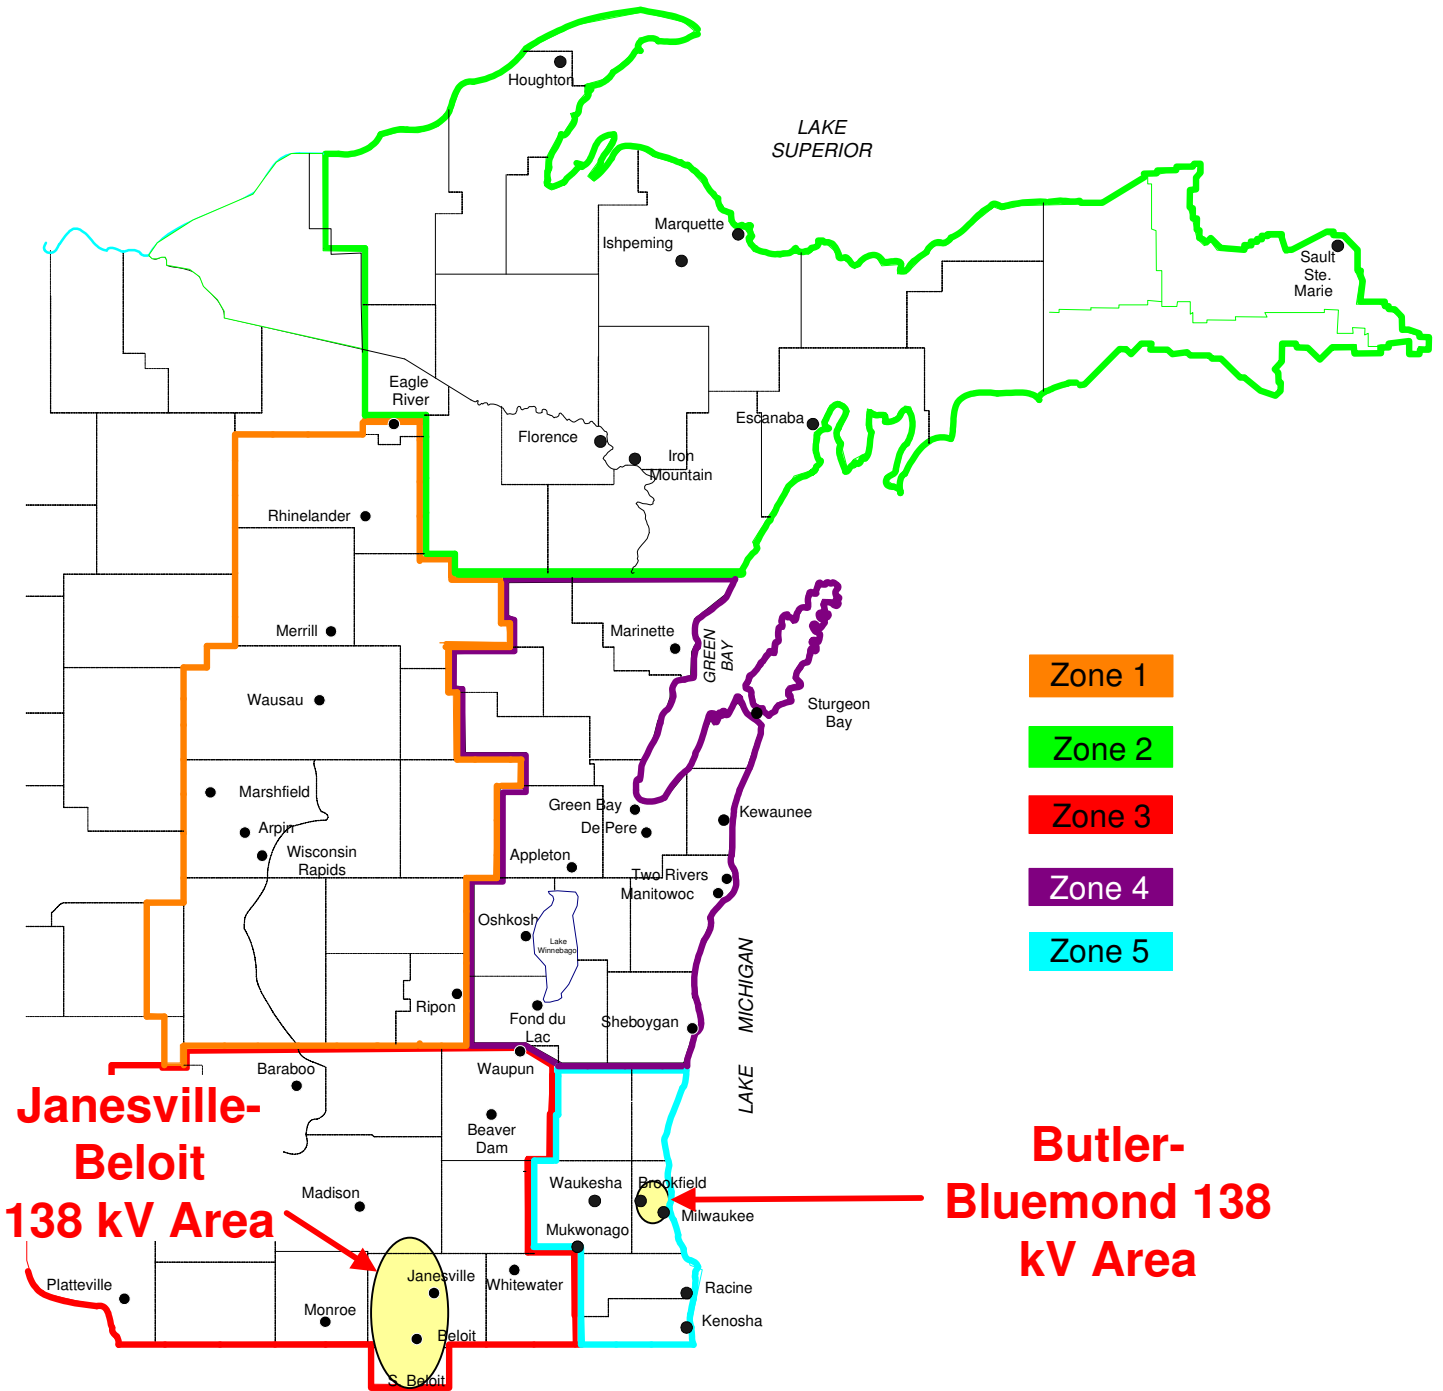 Houghton
LAKE
SUPERIOR
Marquette
Ishpeming
Sault
Ste.
Marie
Eagle
River
Escanaba
Florence
Iron
Mountain
Rhinelander
Merrill
Marinette
GREEN
BAY
Wausau
Sturgeon
Bay
Zone 1
Zone 2
Zone 3
Zone 4
Zone 5
Marshfield
Arpin
Wisconsin
Rapids
Green Bay
De Pere
Kewaunee
Appleton
Two Rivers
Manitowoc
Oshkosh
Lake
Winnebago
Ripon
Fond du
Lac
Sheboygan
LAKE MICHIGAN
Baraboo
Waupun
Beaver
Dam
Janesville-
Beloit
138 kV Area
Madison
Waukesha
Brookfield
Milwaukee
Mukwonago
Butler-
Bluemond 138
kV Area
Platteville
Monroe
Janesville
Whitewater
Beloit
S. Beloit
Racine
Kenosha